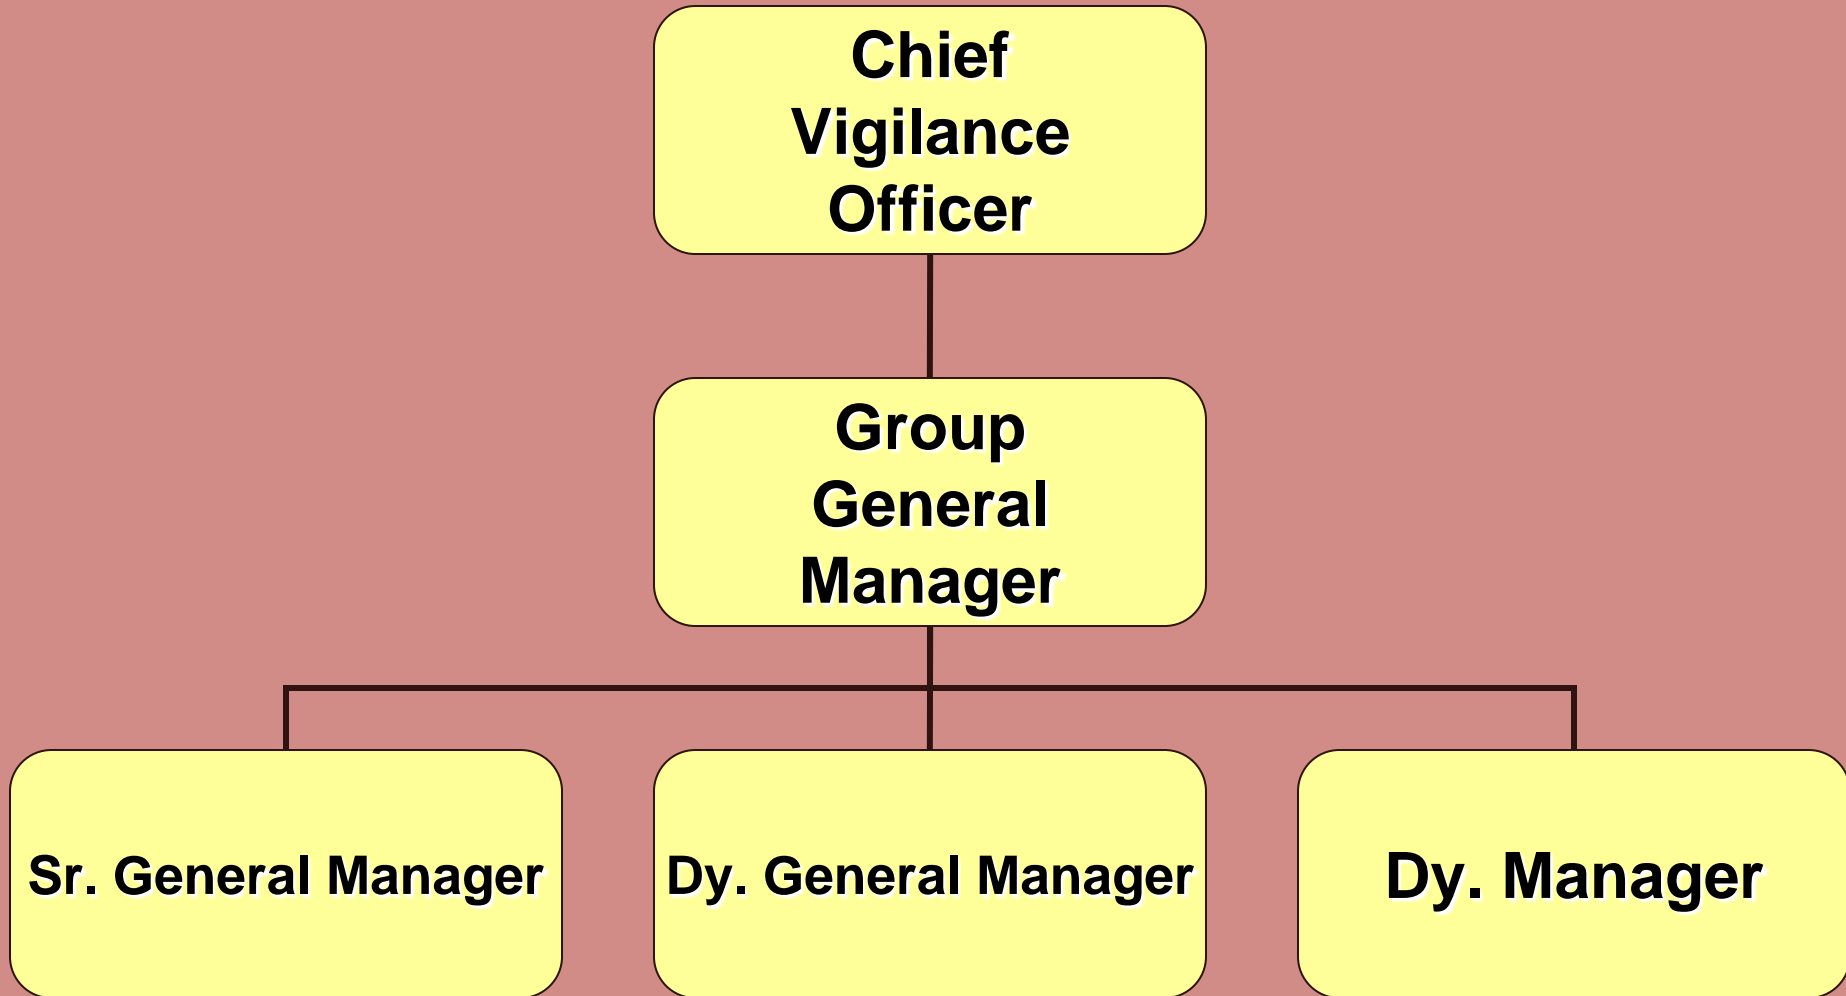 Chief
Vigilance
Officer
Group
General
Manager
Sr. General Manager
Dy. General Manager
Dy. Manager